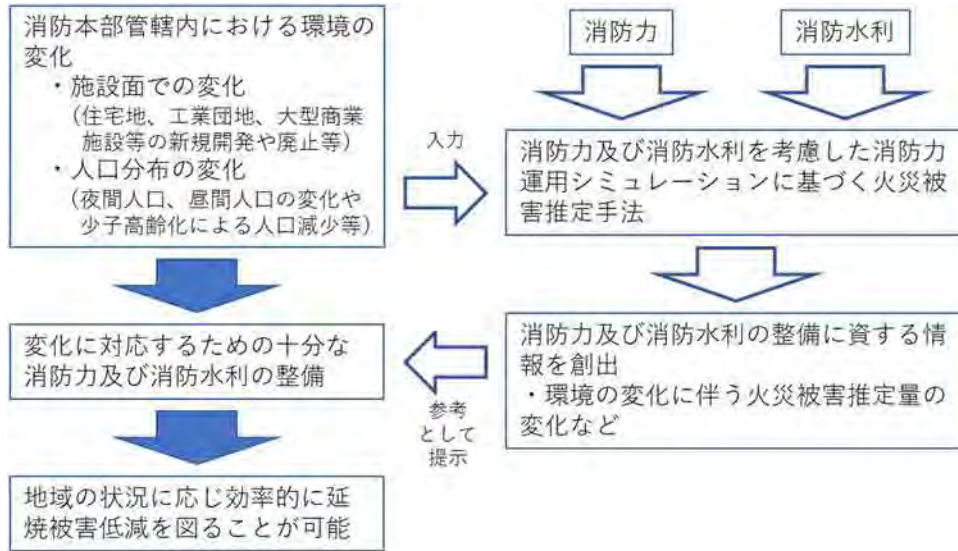 消防本部管轄内における環境の
変化
・施設面での変化
(住宅地、工業団地、大型商業
施設等の新規開発や廃止等)
・人口分布の変化
(夜間人口、昼間人口の変化や
少子高齢化による人口減少等)
消防力
消防水利
入力
消防力及び消防水利を考慮した消防力
運用シミュレーションに基づく火災被
害推定手法
変化に対応するための十分な
消防力及び消防水利の整備
参考
として
提示
消防力及び消防水利の整備に資する情
報を創出
・環境の変化に伴う火災被害推定量の
変化など
地域の状況に応じ効率的に延
焼被害低減を図ることが可能